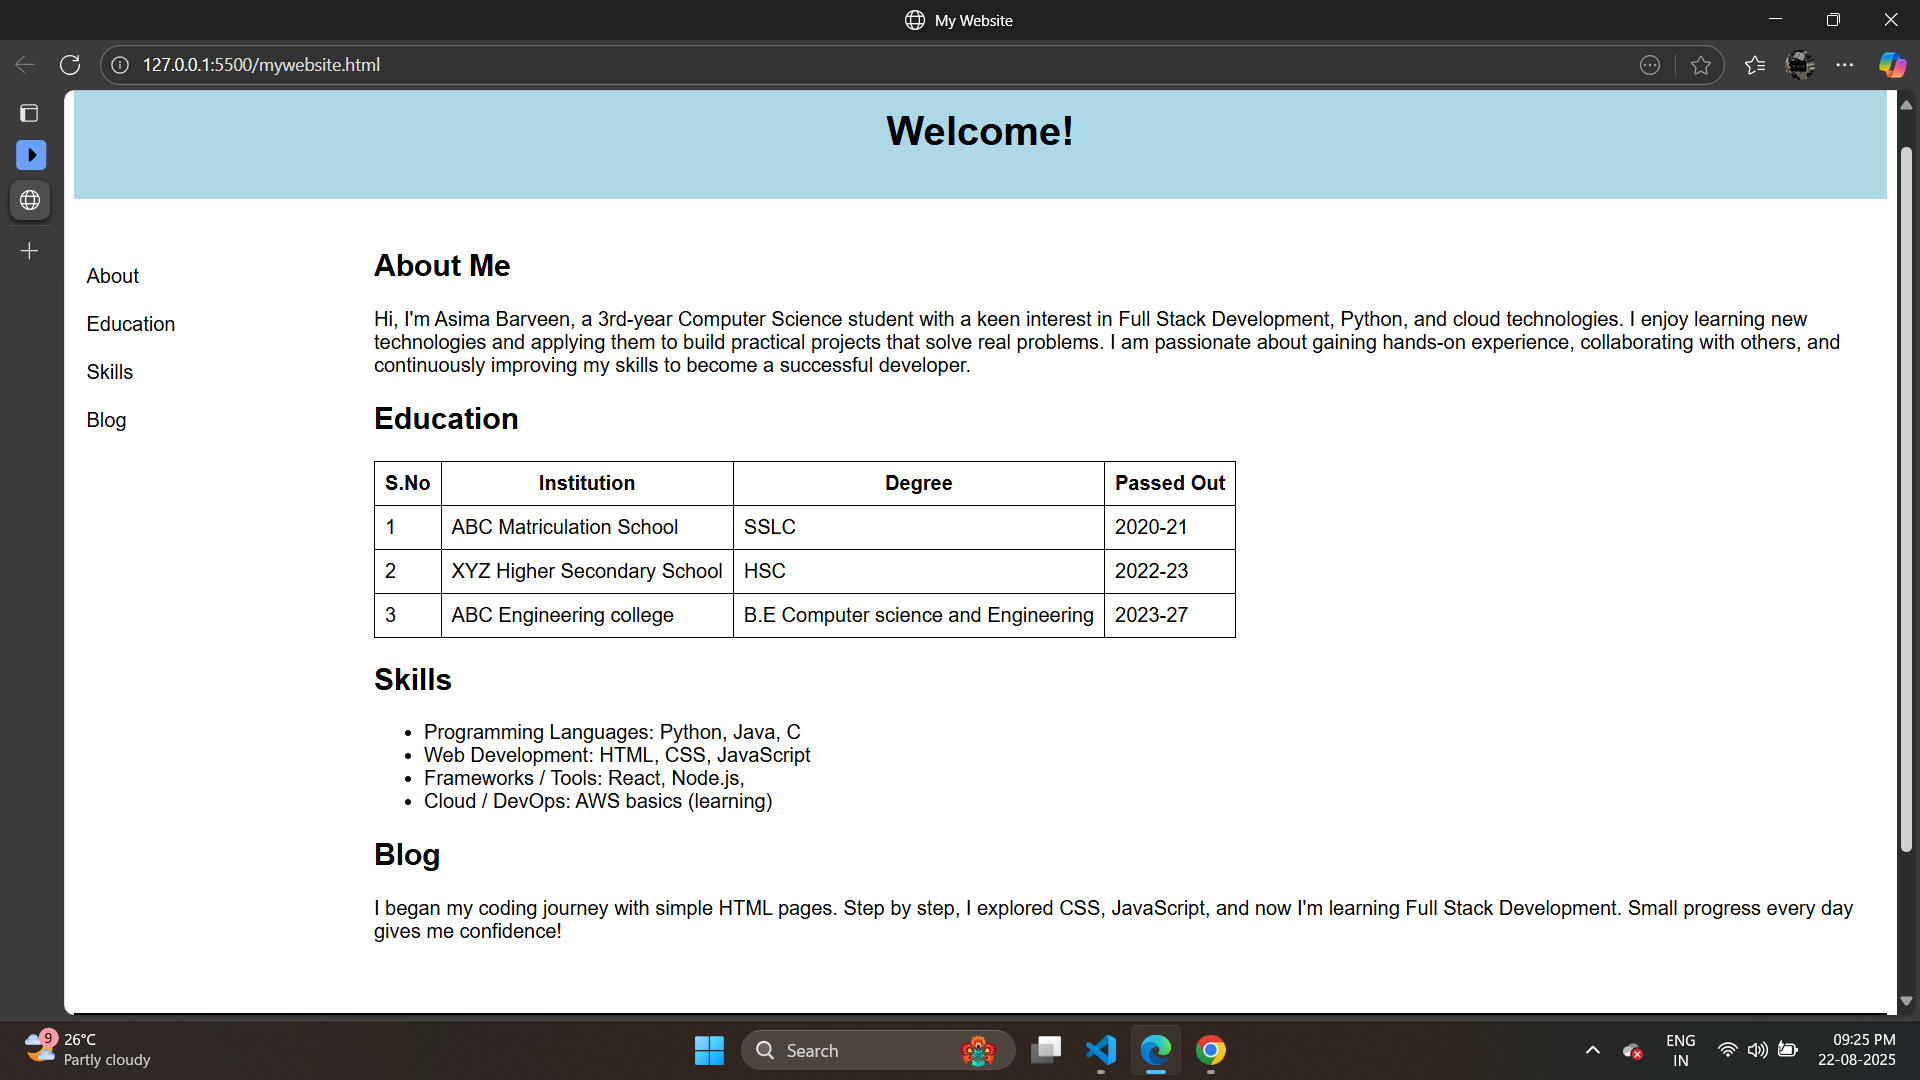 My Website
127.0.0.1:5500/mywebsite.html
Welcome!
About
Education
Skills
Blog
About Me
Hi, I'm Asima Barveen, a 3rd-year Computer Science student with a keen interest in Full Stack Development, Python, and cloud technologies. I enjoy learning new
technologies and applying them to build practical projects that solve real problems. I am passionate about gaining hands-on experience, collaborating with others, and
continuously improving my skills to become a successful developer.
Education
S.No Institution Degree Passed Out
1 ABC Matriculation School SSLC 2020-21
2 XYZ Higher Secondary School HSC 2022-23
3 ABC Engineering college B.E Computer science and Engineering 2023-27
Skills
• Programming Languages: Python, Java, C
• Web Development: HTML, CSS, JavaScript
• Frameworks / Tools: React, Node.js,
• Cloud / DevOps: AWS basics (learning)
Blog
I began my coding journey with simple HTML pages. Step by step, I explored CSS, JavaScript, and now I'm learning Full Stack Development. Small progress every day
gives me confidence!
9
26°C
Partly cloudy
Search
ENG
IN
09:25 PM
22-08-2025